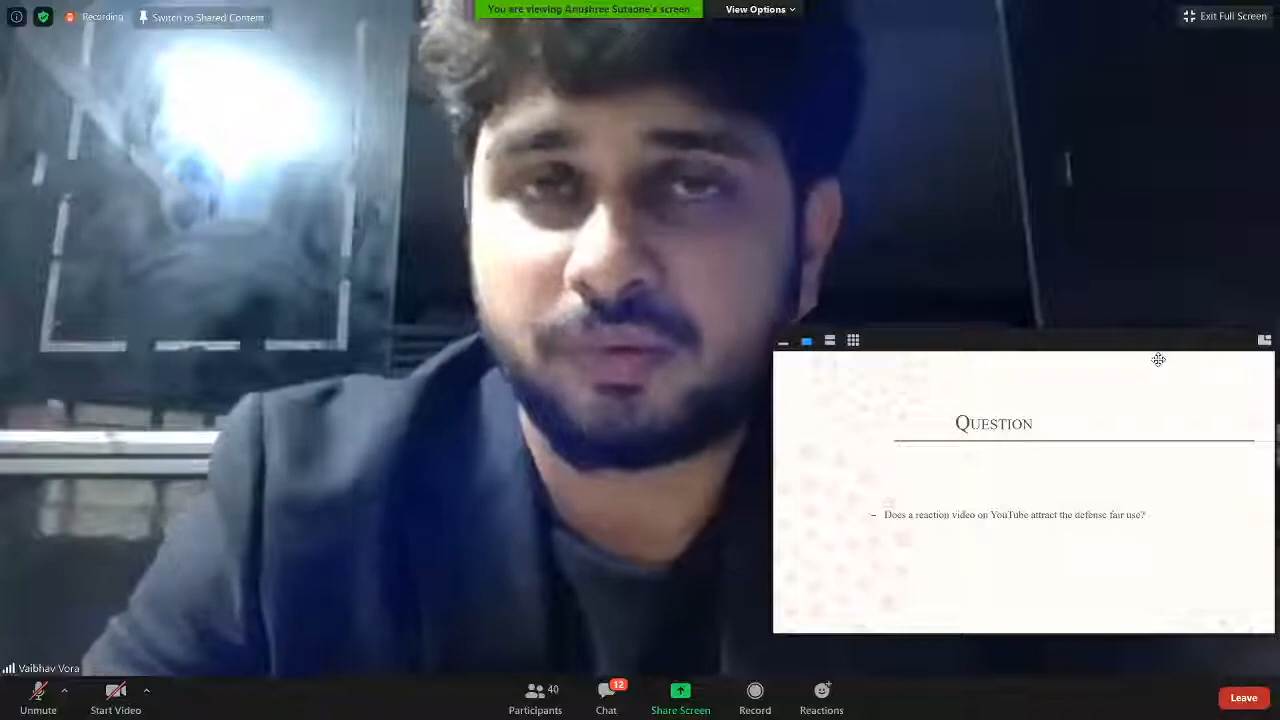 Recording
Switch to Shared Content
You are viewing Anushree Sutaone's screen
View Options
Exit Full Screen
QUESTION
– Does a reaction video on YouTube attract the defense fair use?
Vaibhav Vora
Unmute
Start Video
40
Participants
12
Chat
Share Screen
Record
Reactions
Leave